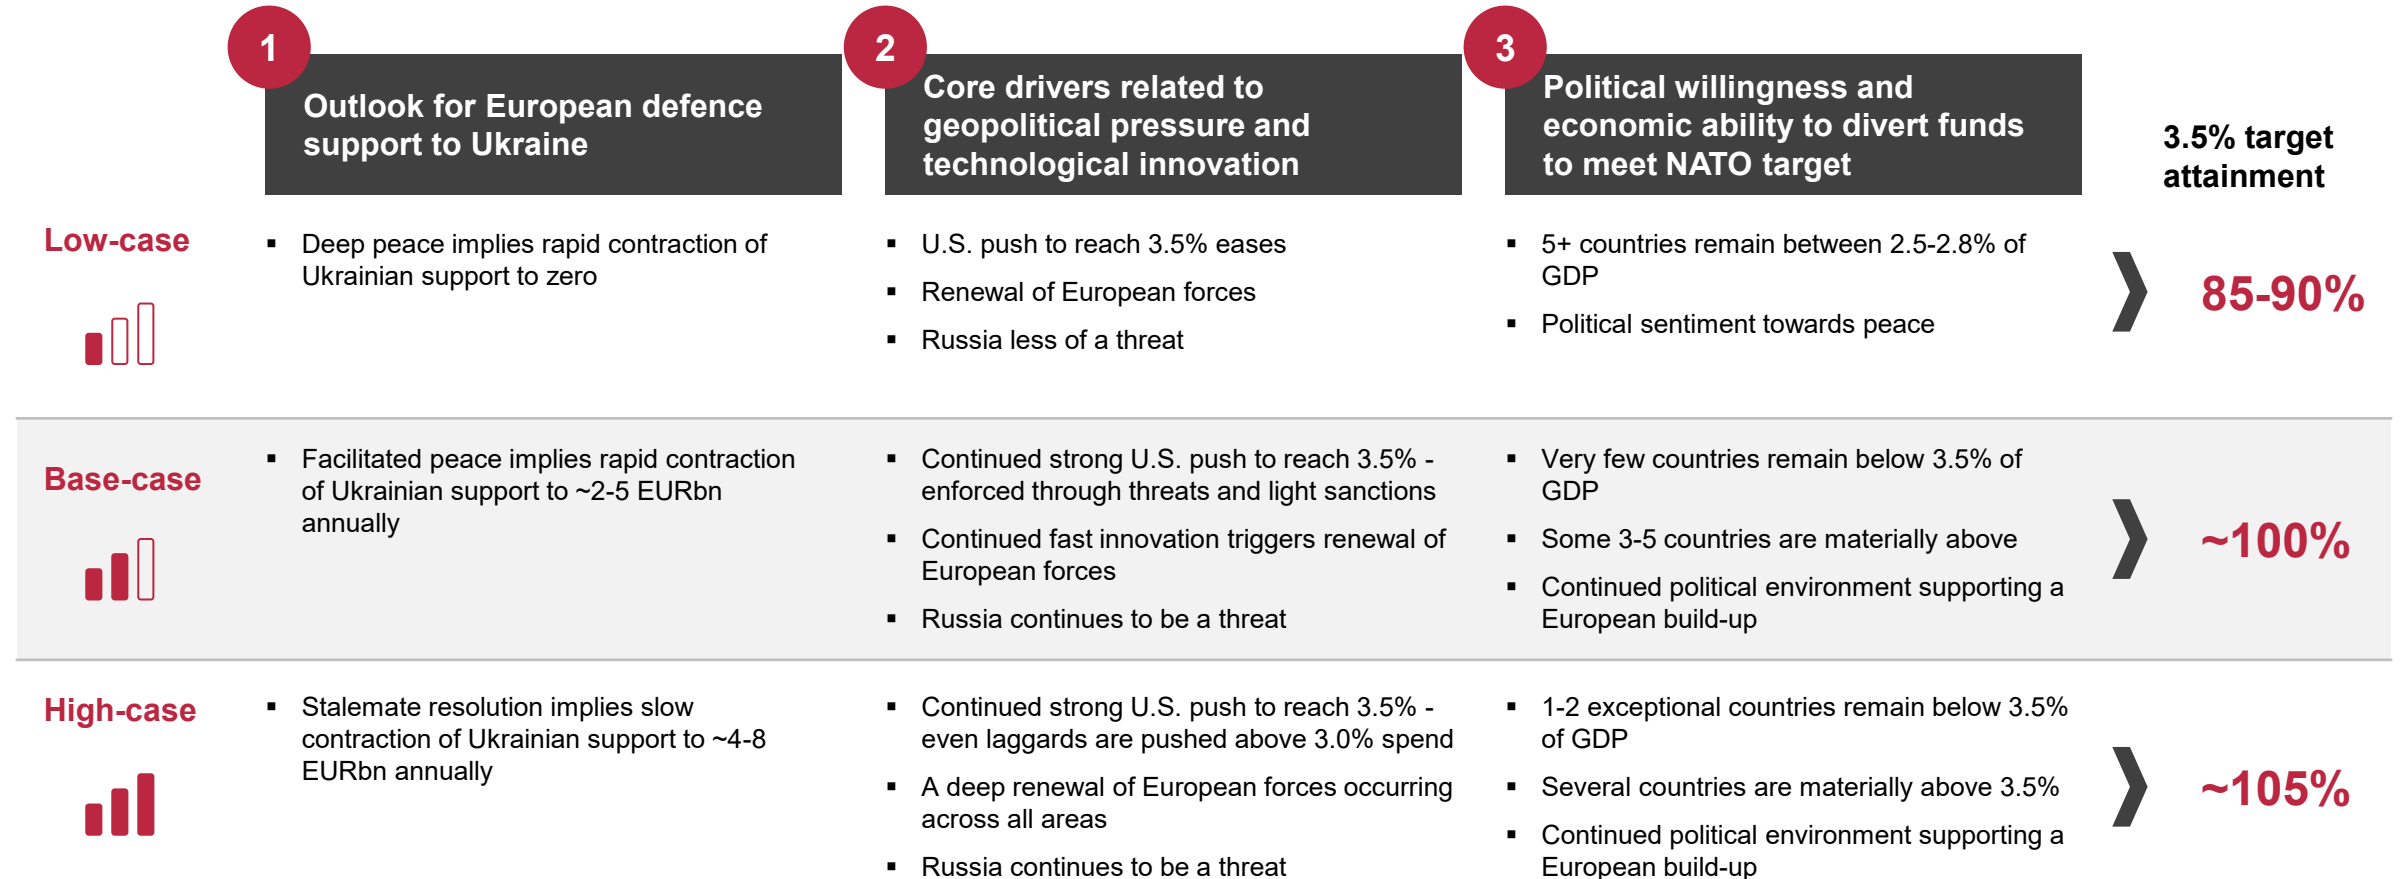 1
Outlook for European defence
support to Ukraine
2
Core drivers related to
geopolitical pressure and
technological innovation
3
Political willingness and
economic ability to divert funds
to meet NATO target
3.5% target
attainment
Low-case
▪ Deep peace implies rapid contraction of
Ukrainian support to zero
▪ U.S. push to reach 3.5% eases
▪ Renewal of European forces
▪ Russia less of a threat
▪ 5+ countries remain between 2.5-2.8% of
GDP
▪ Political sentiment towards peace
85-90%
Base-case
▪ Facilitated peace implies rapid contraction
of Ukrainian support to ~2-5 EURbn
annually
▪ Continued strong U.S. push to reach 3.5% -
enforced through threats and light sanctions
▪ Continued fast innovation triggers renewal of
European forces
▪ Russia continues to be a threat
▪ Very few countries remain below 3.5% of
GDP
▪ Some 3-5 countries are materially above
▪ Continued political environment supporting a
European build-up
~100%
High-case
▪ Stalemate resolution implies slow
contraction of Ukrainian support to ~4-8
EURbn annually
▪ Continued strong U.S. push to reach 3.5% -
even laggards are pushed above 3.0% spend
▪ A deep renewal of European forces occurring
across all areas
▪ Russia continues to be a threat
▪ 1-2 exceptional countries remain below 3.5%
of GDP
▪ Several countries are materially above 3.5%
▪ Continued political environment supporting a
European build-up
~105%